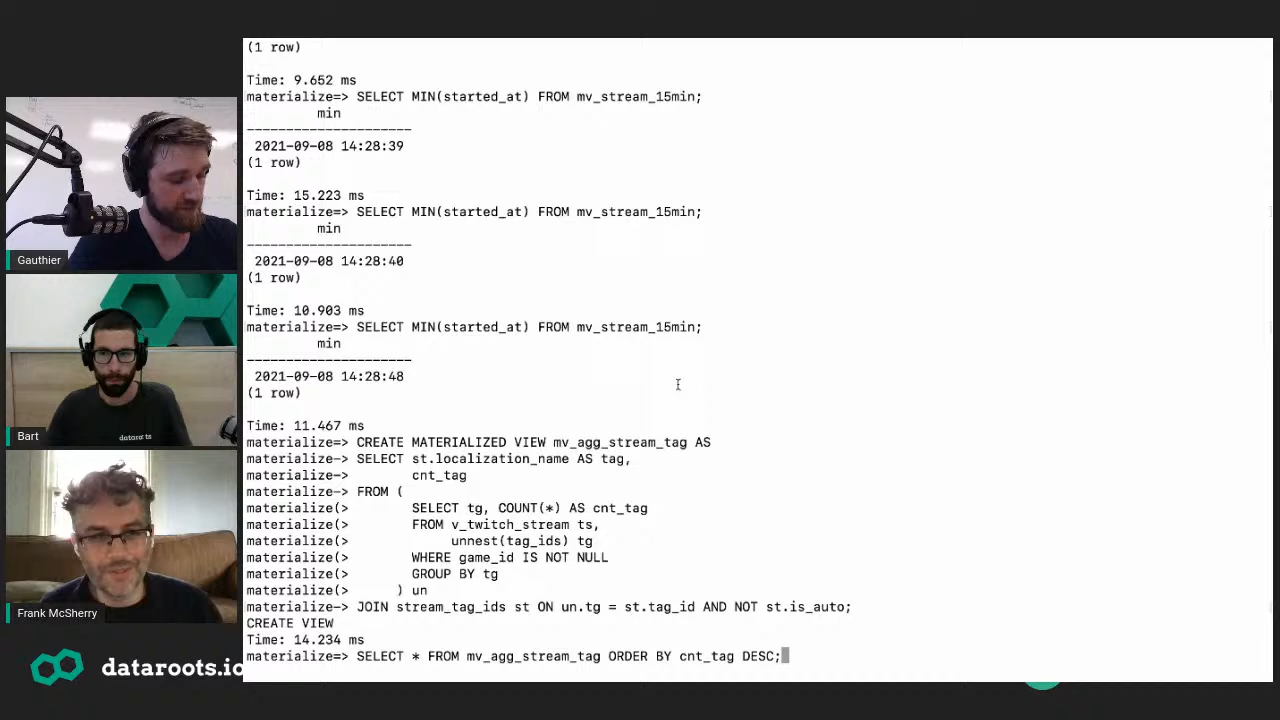 (1 row)
Time: 9.652 ms
materialize=> SELECT MIN(started_at) FROM mv_stream_15min;
min
---------------------
2021-09-08 14:28:39
(1 row)
Time: 15.223 ms
materialize=> SELECT MIN(started_at) FROM mv_stream_15min;
min
---------------------
2021-09-08 14:28:40
(1 row)
Time: 10.903 ms
materialize=> SELECT MIN(started_at) FROM mv_stream_15min;
min
---------------------
2021-09-08 14:28:48
(1 row)
Time: 11.467 ms
materialize=> CREATE MATERIALIZED VIEW mv_agg_stream_tag AS
materialize-> SELECT st.localization_name AS tag,
materialize-> cnt_tag
materialize-> FROM (
materialize(> SELECT tg, COUNT(*) AS cnt_tag
materialize(> FROM v_twitch_stream ts,
materialize(> unnest(tag_ids) tg
materialize(> WHERE game_id IS NOT NULL
materialize(> GROUP BY tg
materialize(> ) un
materialize-> JOIN stream_tag_ids st ON un.tg = st.tag_id AND NOT st.is_auto;
CREATE VIEW
Time: 14.234 ms
materialize=> SELECT * FROM mv_agg_stream_tag ORDER BY cnt_tag DESC;
Gauthier
dataroots
Bart
Frank McSherry
dataroots.io